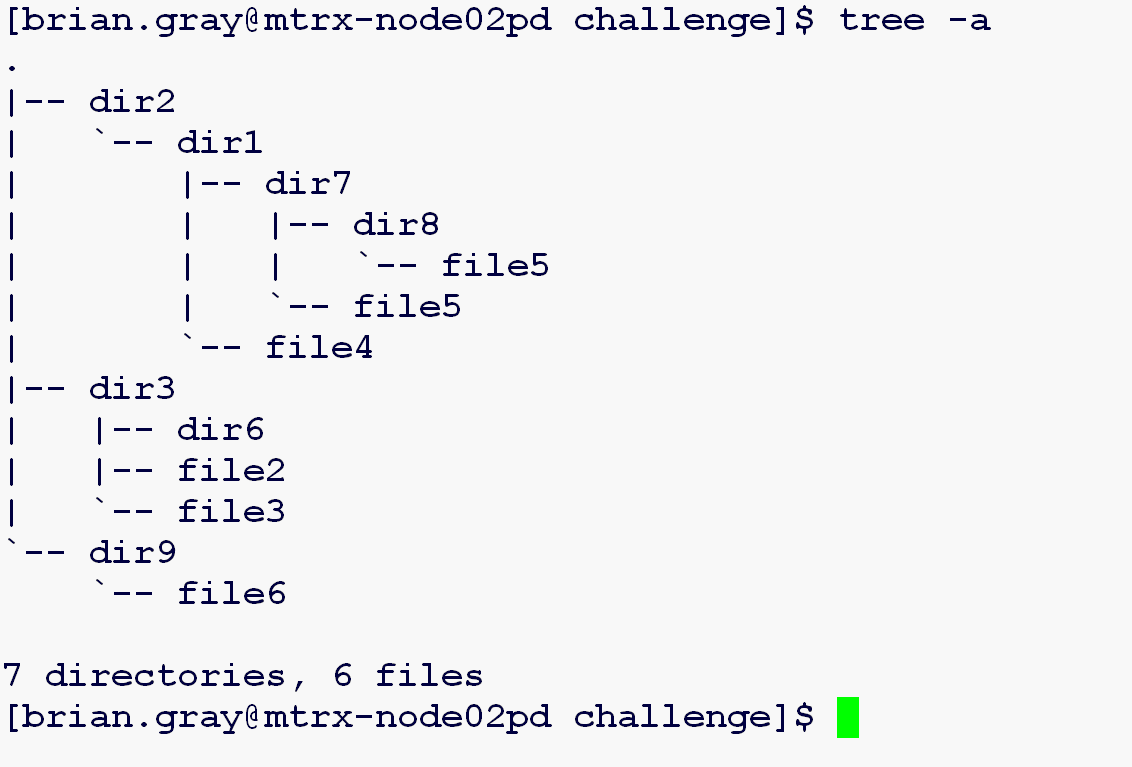 [brian.gray@mtrx-node02pd challenge]$ tree -a
.
|-- dir2
|   `-- dir1
|       |-- dir7
|       |   |-- dir8
|       |   |   `-- file5
|       |   `-- file5
|       `-- file4
|-- dir3
|   |-- dir6
|   |-- file2
|   `-- file3
`-- dir9
    `-- file6

7 directories, 6 files
[brian.gray@mtrx-node02pd challenge]$